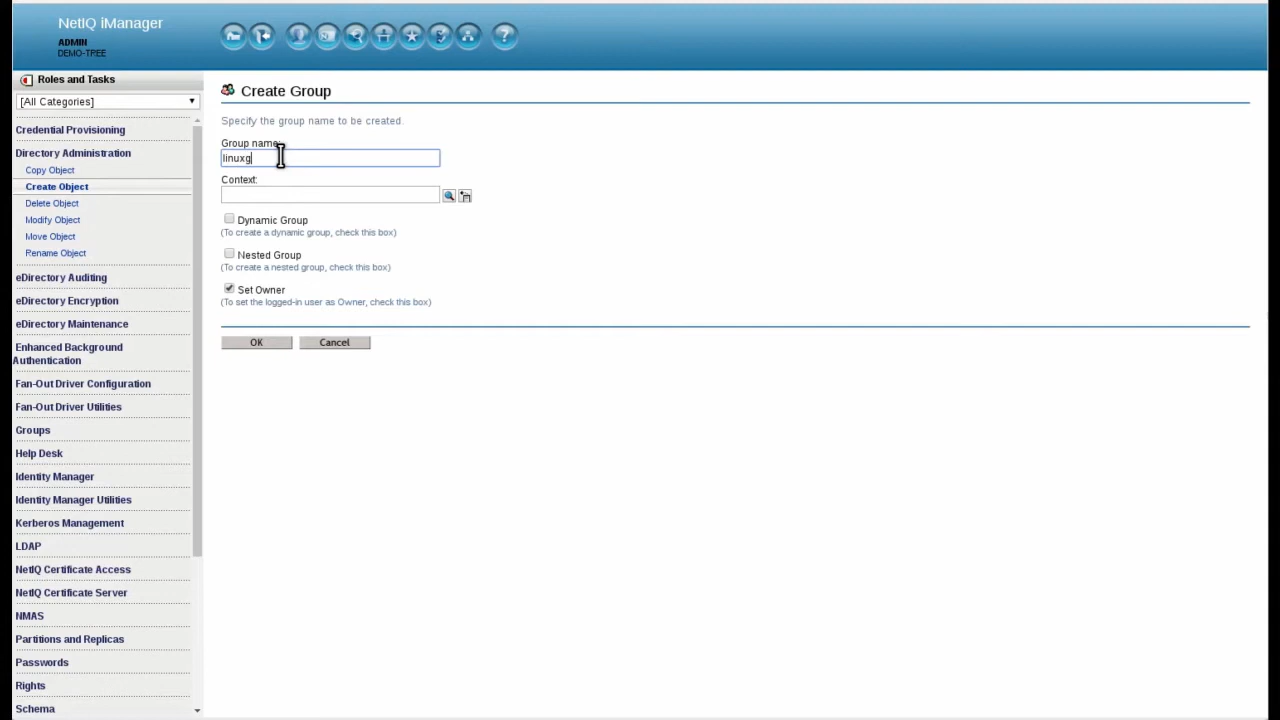 NetIQ iManager
ADMIN
DEMO-TREE
Roles and Tasks
[All Categories]
Credential Provisioning
Directory Administration
Copy Object
Create Object
Delete Object
Modify Object
Move Object
Rename Object
eDirectory Auditing
eDirectory Encryption
eDirectory Maintenance
Enhanced Background
Authentication
Fan-Out Driver Configuration
Fan-Out Driver Utilities
Groups
Help Desk
Identity Manager
Identity Manager Utilities
Kerberos Management
LDAP
NetIQ Certificate Access
NetIQ Certificate Server
NMAS
Partitions and Replicas
Passwords
Rights
Schema
Create Group
Specify the group name to be created.
Group name:
linuxg
Context:
Dynamic Group
(To create a dynamic group, check this box)
Nested Group
(To create a nested group, check this box)
Set Owner
(To set the logged-in user as Owner, check this box)
OK
Cancel